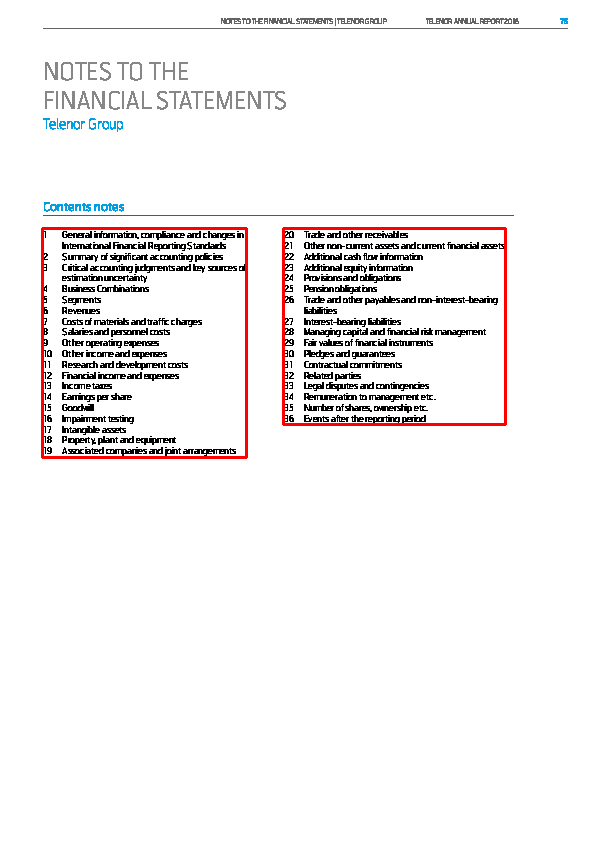 NOTES TO THE FINANCIAL STATEMENTS | TELENOR GROUP TELENOR ANNUAL REPORT 2016 75
NOTES TO THE
FINANCIAL STATEMENTS
Telenor Group
Contents notes
1 General information, compliance and changes in
International Financial Reporting Standards
2 Summary of significant accounting policies
3 Critical accounting judgments and key sources of
estimation uncertainty
4 Business Combinations
5 Segments
6 Revenues
7 Costs of materials and traffic charges
8 Salaries and personnel costs
9 Other operating expenses
10 Other income and expenses
11 Research and development costs
12 Financial income and expenses
13 Income taxes
14 Earnings per share
15 Goodwill
16 Impairment testing
17 Intangible assets
18 Property, plant and equipment
19 Associated companies and joint arrangements
20 Trade and other receivables
21 Other non-current assets and current financial assets
22 Additional cash flow information
23 Additional equity information
24 Provisions and obligations
25 Pension obligations
26 Trade and other payables and non-interest-bearing
liabilities
27 Interest-bearing liabilities
28 Managing capital and financial risk management
29 Fair values of financial instruments
30 Pledges and guarantees
31 Contractual commitments
32 Related parties
33 Legal disputes and contingencies
34 Remuneration to management etc.
35 Number of shares, ownership etc.
36 Events after the reporting period